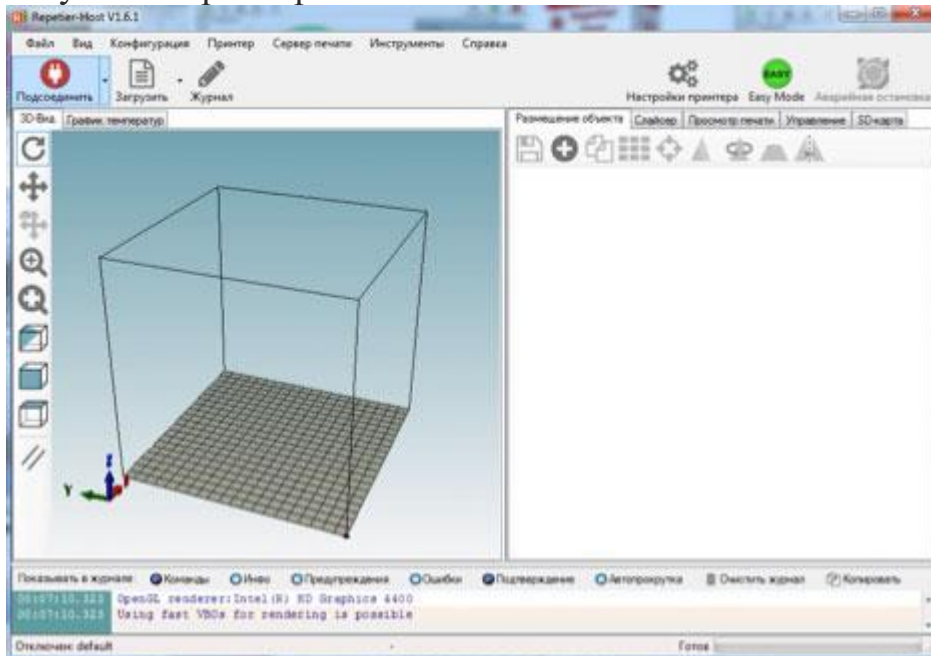 Repetier-Host V1.6.1
Файл Вид Конфигурация Принтер Сервер печати Инструменты Справка
Подсоединить Загрузить Журнал Настройки принтера Easy Mode Аварийная остановка
EASY
3D-Вид График температур Размещение объекта Слайсер Просмотр печати Управление SD-карта
Z
Y
Показывать в журнале: Команды Инфо Предупреждения Ошибки Подтверждение Автопрокрутка Очистить журнал Копировать
00:07:10.323 OpenGL renderer:Intel(R) HD Graphics 4400
00:07:10.323 Using fast VBOs for rendering is possible
Отключен: default - Готов